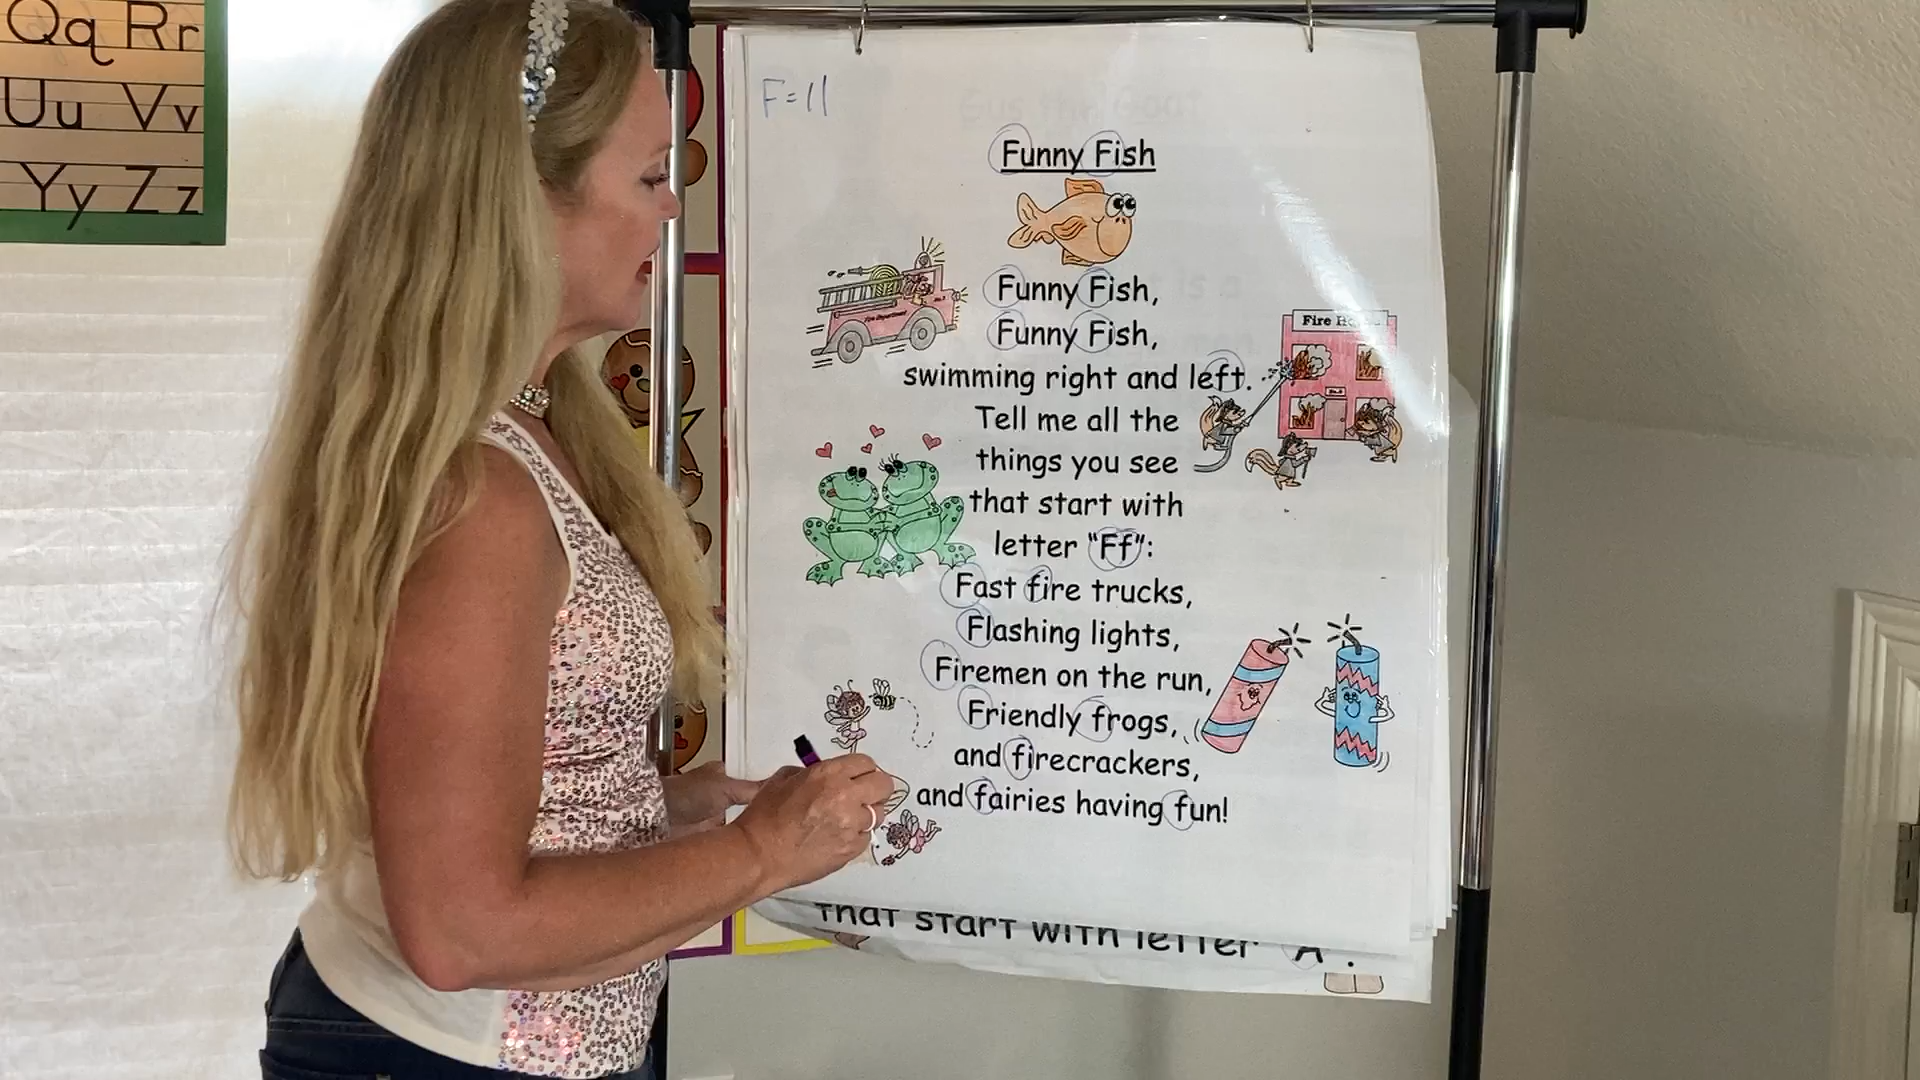 Qq Rr
Uu Vv
Yy Zz
F=11
Funny Fish
Funny Fish,
Funny Fish,
swimming right and left.
Tell me all the
things you see
that start with
letter "Ff":
Fast fire trucks,
Flashing lights,
Firemen on the run,
Friendly frogs,
and firecrackers,
and fairies having fun!
Fire Department
Fire
that start with letter "A".